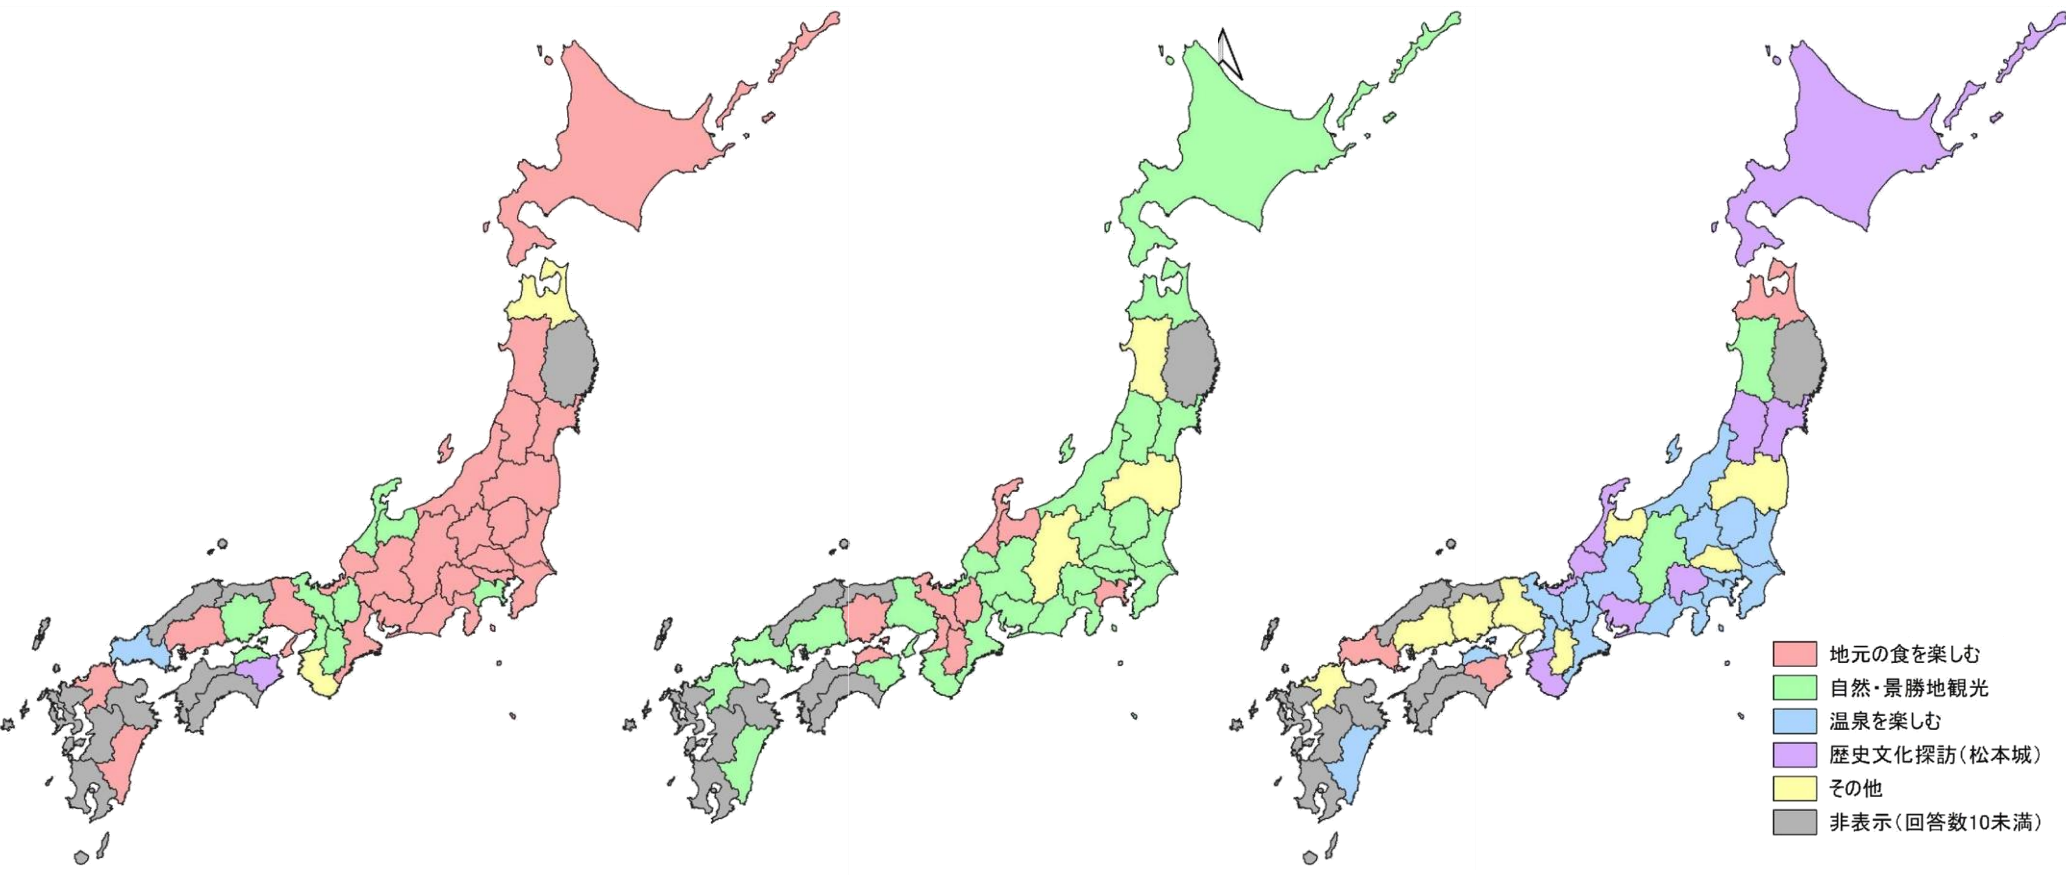 地元の食を楽しむ
自然・景勝地観光
温泉を楽しむ
歴史文化探訪(松本城)
その他
非表示(回答数10未満)